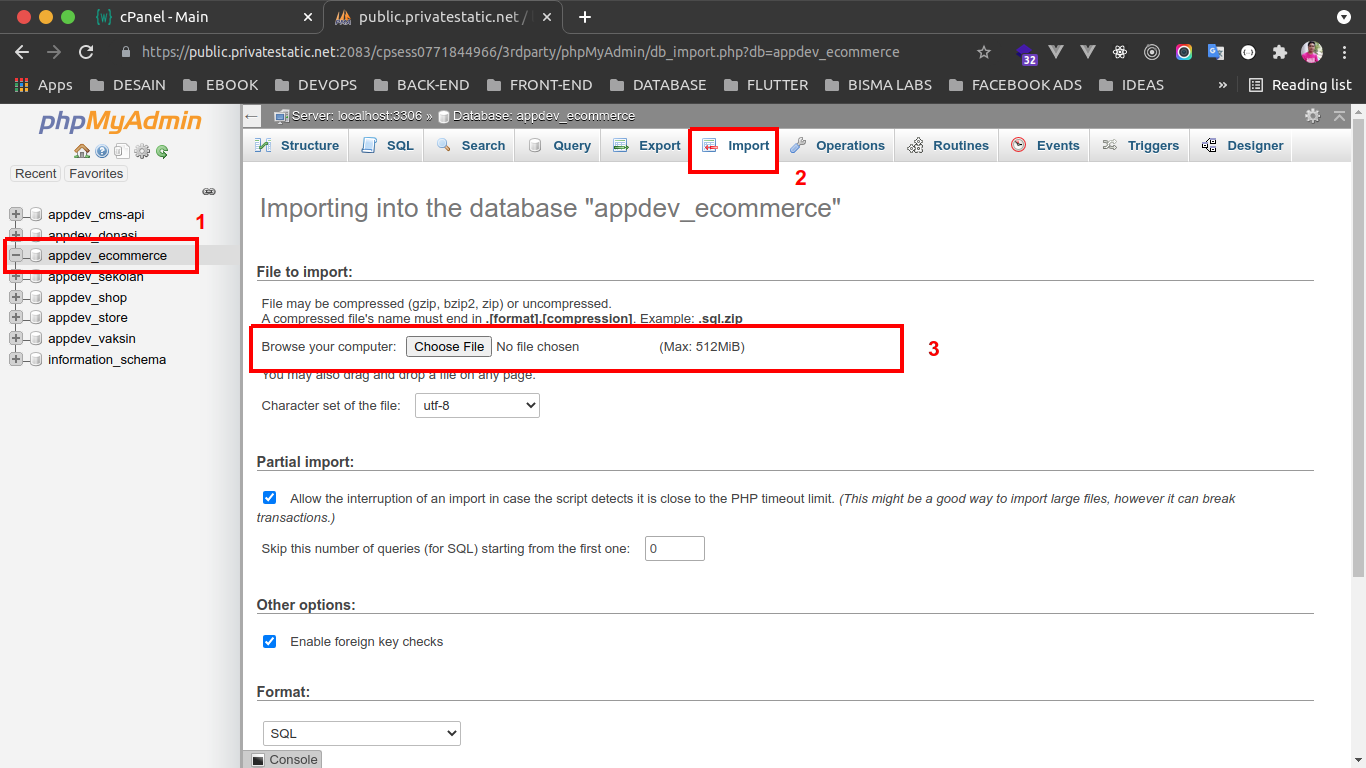 cPanel - Main
public.privatestatic.net /
https://public.privatestatic.net:2083/cpsess0771844966/3rdparty/phpMyAdmin/db_import.php?db=appdev_ecommerce
32
Apps DESAIN EBOOK DEVOPS BACK-END FRONT-END DATABASE FLUTTER BISMA LABS FACEBOOK ADS IDEAS » Reading list
phpMyAdmin
Recent Favorites
appdev_cms-api
1
appdev_donasi
appdev_ecommerce
appdev_sekolah
appdev_shop
appdev_store
appdev_vaksin
information_schema
Server: localhost:3306 » Database: appdev_ecommerce
Structure SQL Search Query Export Import Operations Routines Events Triggers Designer
2
Importing into the database "appdev_ecommerce"
File to import:
File may be compressed (gzip, bzip2, zip) or uncompressed.
A compressed file's name must end in .[format].[compression]. Example: .sql.zip
Browse your computer: Choose File No file chosen (Max: 512MiB)
3
You may also drag and drop a file on any page.
Character set of the file: utf-8
Partial import:
Allow the interruption of an import in case the script detects it is close to the PHP timeout limit. (This might be a good way to import large files, however it can break
transactions.)
Skip this number of queries (for SQL) starting from the first one: 0
Other options:
Enable foreign key checks
Format:
SQL
Console